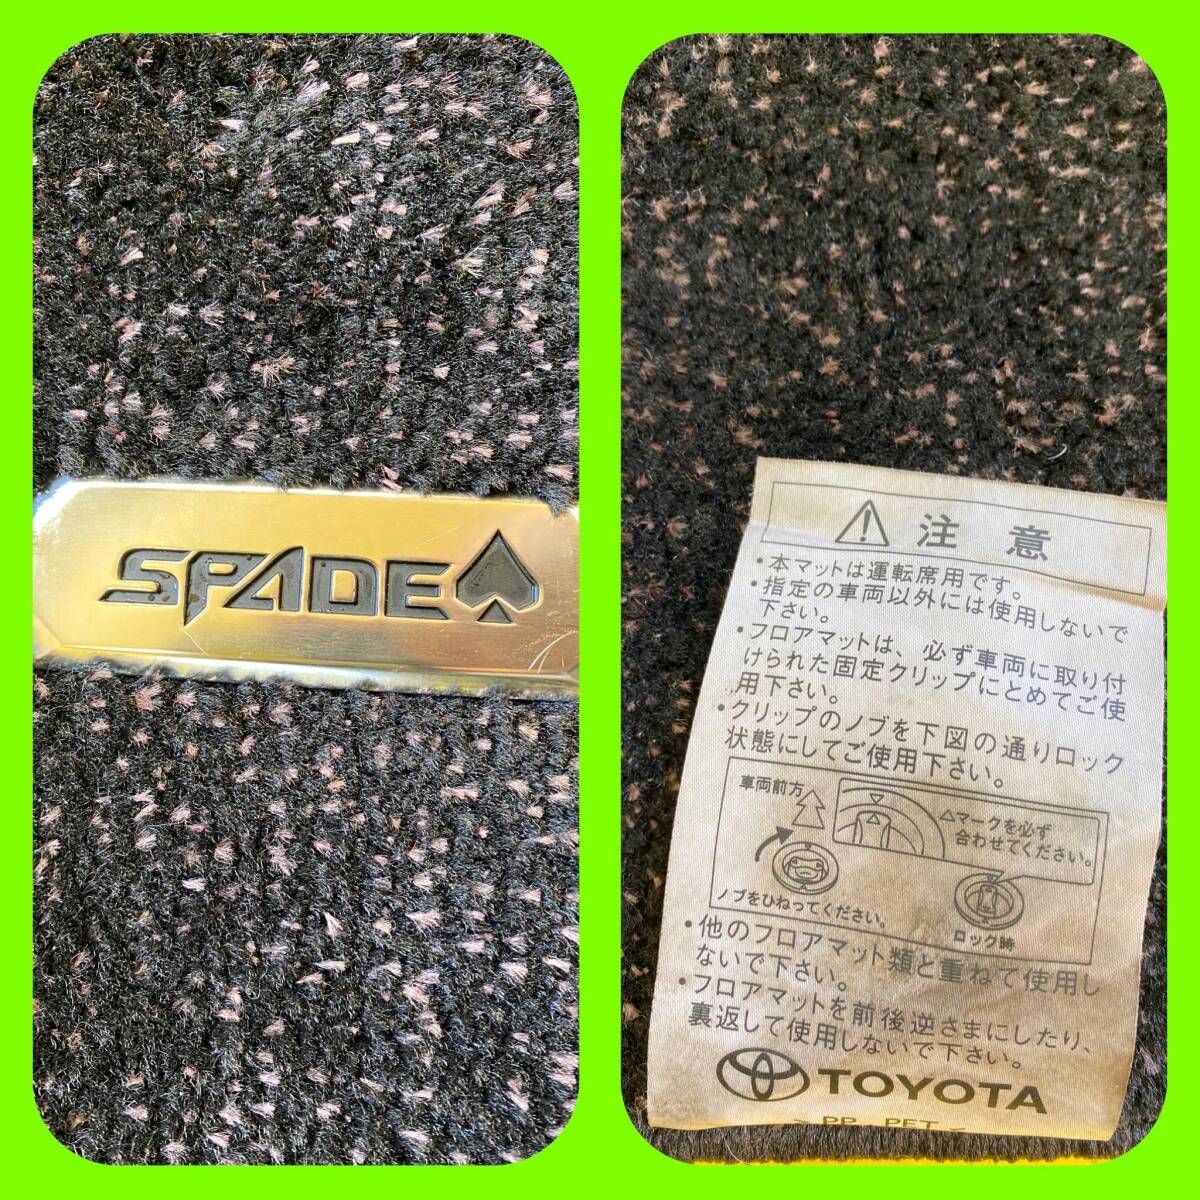 SPADE
注意
・本マットは運転席用です。
・指定の車両以外には使用しないで
下さい。
・フロアマットは、必ず車両に取り付
けられた固定クリップにとめてご使
用下さい。
・クリップのノブを下図の通りロック
状態にしてご使用下さい。
車両前方
△マークを必ず
合わせてください。
ノブをひねってください。
ロック時
・他のフロアマット類と重ねて使用し
ないで下さい。
・フロアマットを前後逆さまにしたり、
裏返して使用しないで下さい。
TOYOTA
PP PET